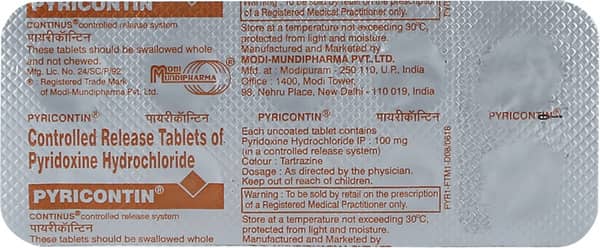 PYRICONTIN®
CONTINUS® controlled release system
पायरीकॉन्टिन
These tablets should be swallowed whole
and not chewed.
Mfg. Lic. No. 24/SC/P/92
® : Registered Trade Mark
of Modi-Mundipharma Pvt. Ltd.
MODI
MUNDIPHARMA
Warning : To be sold by retail on the prescription
of a Registered Medical Practitioner only.
Store at a temperature not exceeding 30°C,
protected from light and moisture.
Manufactured and Marketed by
MODI-MUNDIPHARMA PVT. LTD.
Mfd. at : Modipuram - 250 110, U.P., India
Office : 1400, Modi Tower,
98, Nehru Place, New Delhi - 110 019, India
PYRICONTIN® पायरीकॉन्टिन
Controlled Release Tablets of
Pyridoxine Hydrochloride
PYRICONTIN®
CONTINUS® controlled release system
पायरीकॉन्टिन
These tablets should be swallowed whole
PYRICONTIN® पायरीकॉन्टिन
Each uncoated tablet contains
Pyridoxine Hydrochloride IP : 100 mg
(in a controlled release system)
Colour : Tartrazine
Dosage : As directed by the physician.
Keep out of reach of children.
Warning : To be sold by retail on the prescription
of a Registered Medical Practitioner only.
Store at a temperature not exceeding 30°C,
protected from light and moisture.
Manufactured and Marketed by
PYRICONTIN®